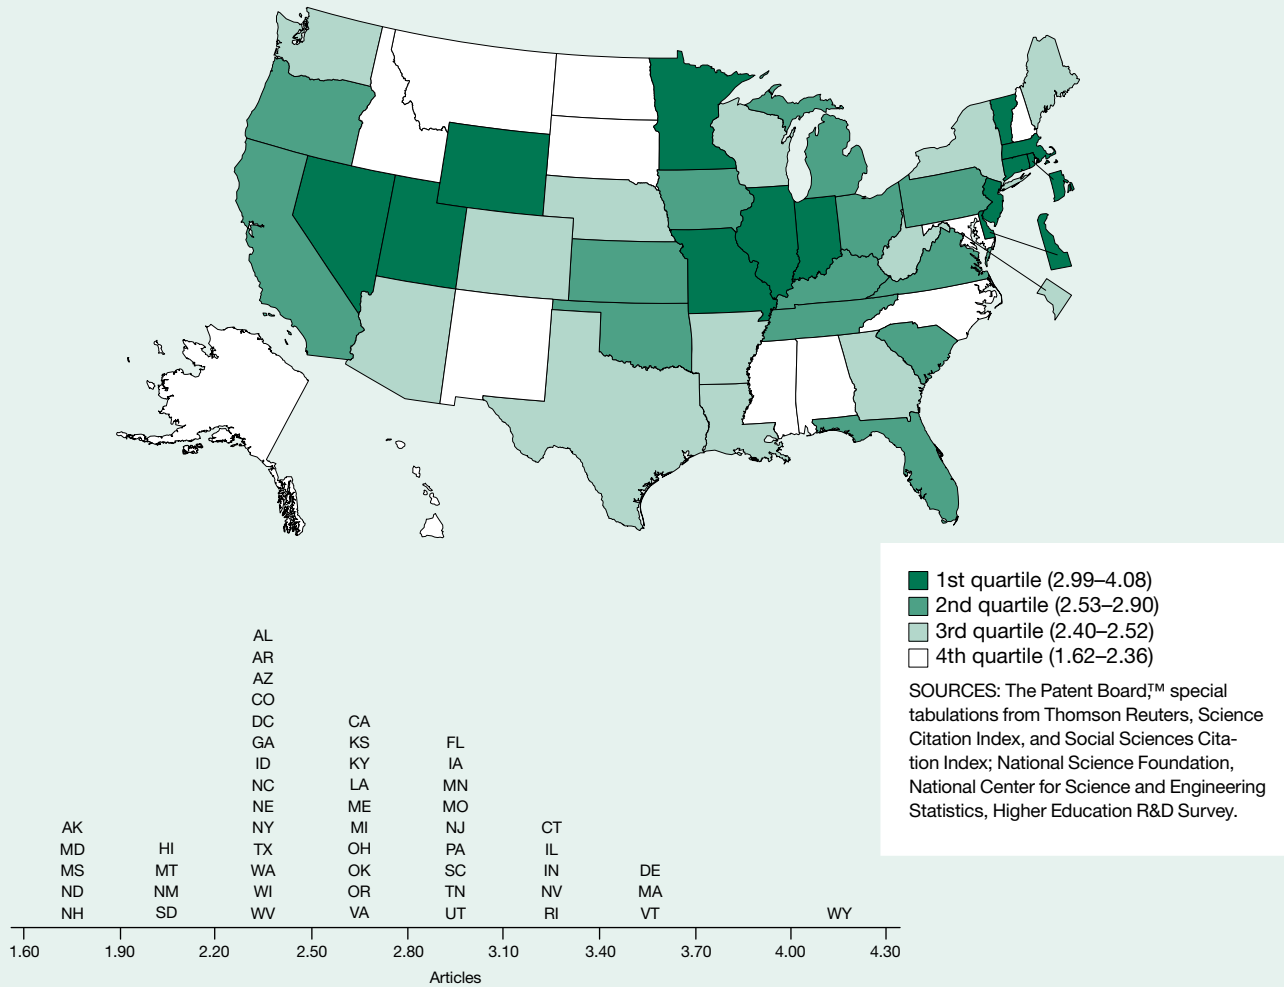 1st quartile (2.99–4.08)
2nd quartile (2.53–2.90)
3rd quartile (2.40–2.52)
4th quartile (1.62–2.36)
SOURCES: The Patent Board,™ special
tabulations from Thomson Reuters, Science
Citation Index, and Social Sciences Cita-
tion Index; National Science Foundation,
National Center for Science and Engineering
Statistics, Higher Education R&D Survey.
AL
AR
AZ
CO
DC CA
GA KS FL
ID KY IA
NC LA MN
NE ME MO
AK NY MI NJ CT
MD HI TX OH PA IL
MS MT WA OK SC IN DE
ND NM WI OR TN NV MA
NH SD WV VA UT RI VT WY
1.60 1.90 2.20 2.50 2.80 3.10 3.40 3.70 4.00 4.30
Articles